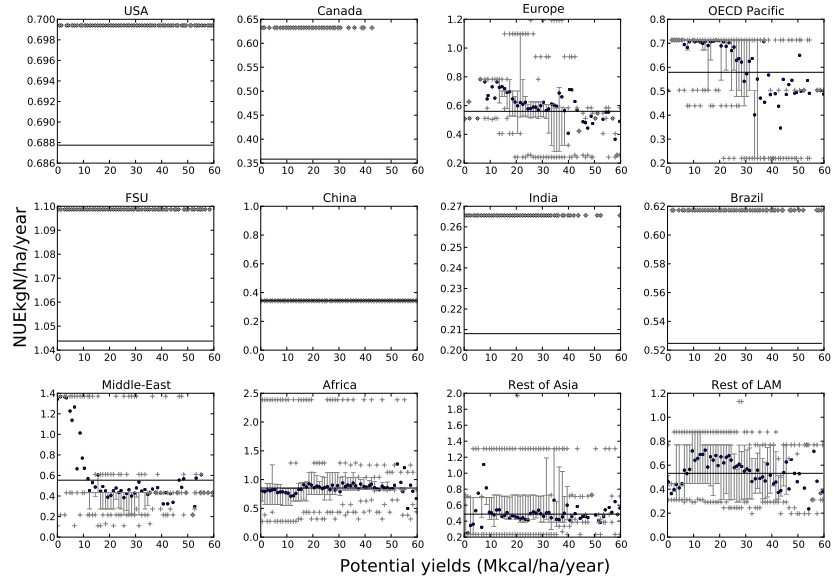 USA Canada Europe OECD Pacific
0.700 0.65 1.2 0.8
0.698 0.60 1.0 0.7
0.696 0.55 0.6
0.694 0.50 0.8 0.5
0.692 0.45 0.6 0.4
0.690 0.40 0.4 0.3
0.688 0.35 0.2
0.686 0.30 0.2
0 10 20 30 40 50 60 0 10 20 30 40 50 60 0 10 20 30 40 50 60 0 10 20 30 40 50 60
FSU China India Brazil
1.10 1.0 0.27 0.62
1.09 0.8 0.26 0.60
1.08 0.6 0.25 0.58
1.07 0.24
1.06 0.4 0.23 0.56
1.05 0.2 0.22 0.54
1.04 0.0 0.21 0.52
0.20
0 10 20 30 40 50 60 0 10 20 30 40 50 60 0 10 20 30 40 50 60 0 10 20 30 40 50 60
NUEkgN/ha/year
Middle-East Africa Rest of Asia Rest of LAM
1.4 2.5 2.0 1.2
1.2 2.0 1.8 1.0
1.0 1.5 1.6 0.8
0.8 1.0 1.4 0.6
0.6 0.5 1.2 0.4
0.4 0.0 1.0 0.2
0.2 0.8 0.0
0.0 0.6
0.4
0.2
0 10 20 30 40 50 60 0 10 20 30 40 50 60 0 10 20 30 40 50 60 0 10 20 30 40 50 60
Potential yields (Mkcal/ha/year)